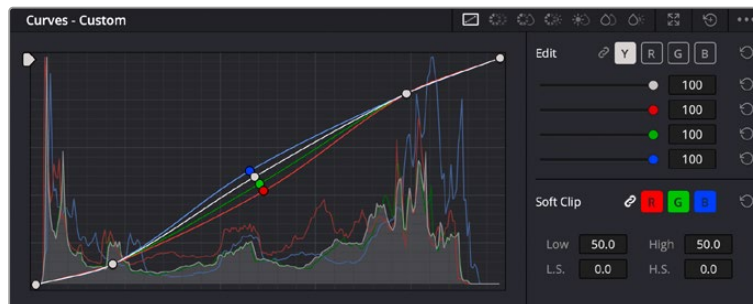 Curves - Custom
Edit Y R G B
100
100
100
100
Soft Clip R G B
Low 50.0 High 50.0
L.S. 0.0 H.S. 0.0